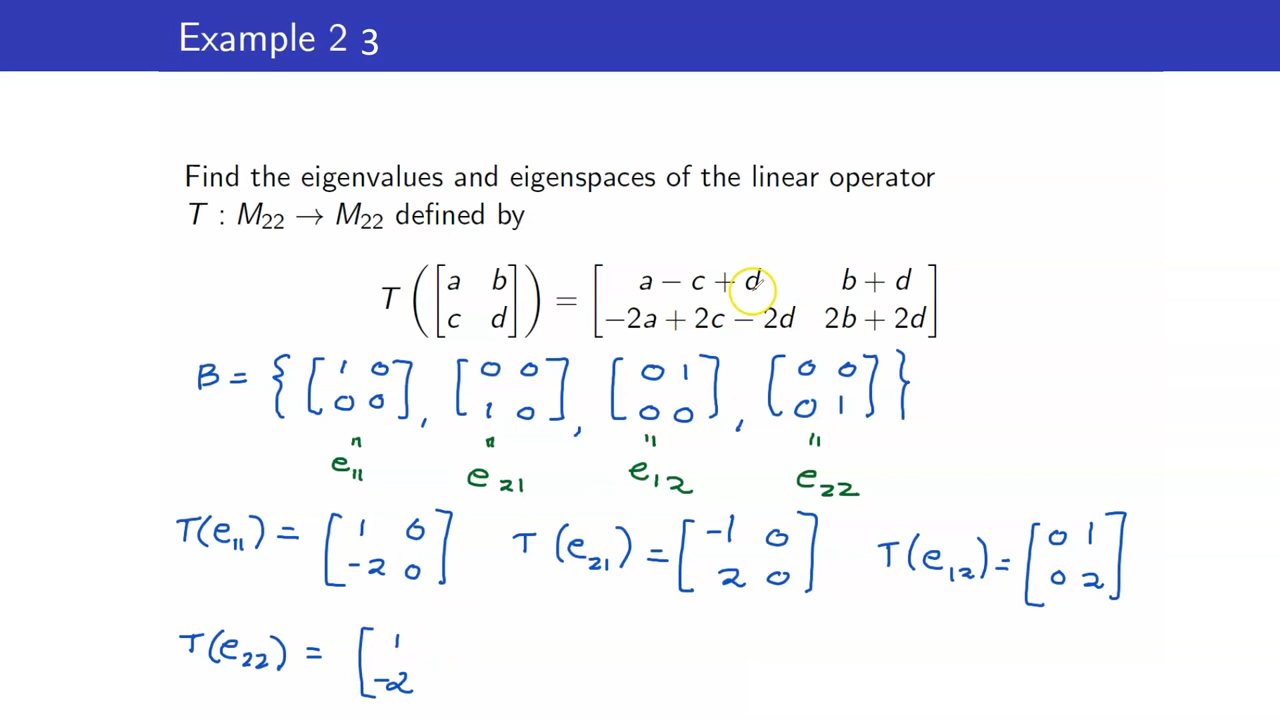 Example 2 3
Find the eigenvalues and eigenspaces of the linear operator
T : M₂₂ → M₂₂ defined by
T ( [ a b ; c d ] ) = [ a − c + d   b + d ; −2a + 2c − 2d   2b + 2d ]
B = { [ 1 0 ; 0 0 ] , [ 0 0 ; 1 0 ] , [ 0 1 ; 0 0 ] , [ 0 0 ; 0 1 ] }
" " " "
e₁₁ e₂₁ e₁₂ e₂₂
T(e₁₁) = [ 1 0 ; -2 0 ] T(e₂₁) = [ -1 0 ; 2 0 ] T(e₁₂) = [ 0 1 ; 0 2 ]
T(e₂₂) = [ 1 ; -2